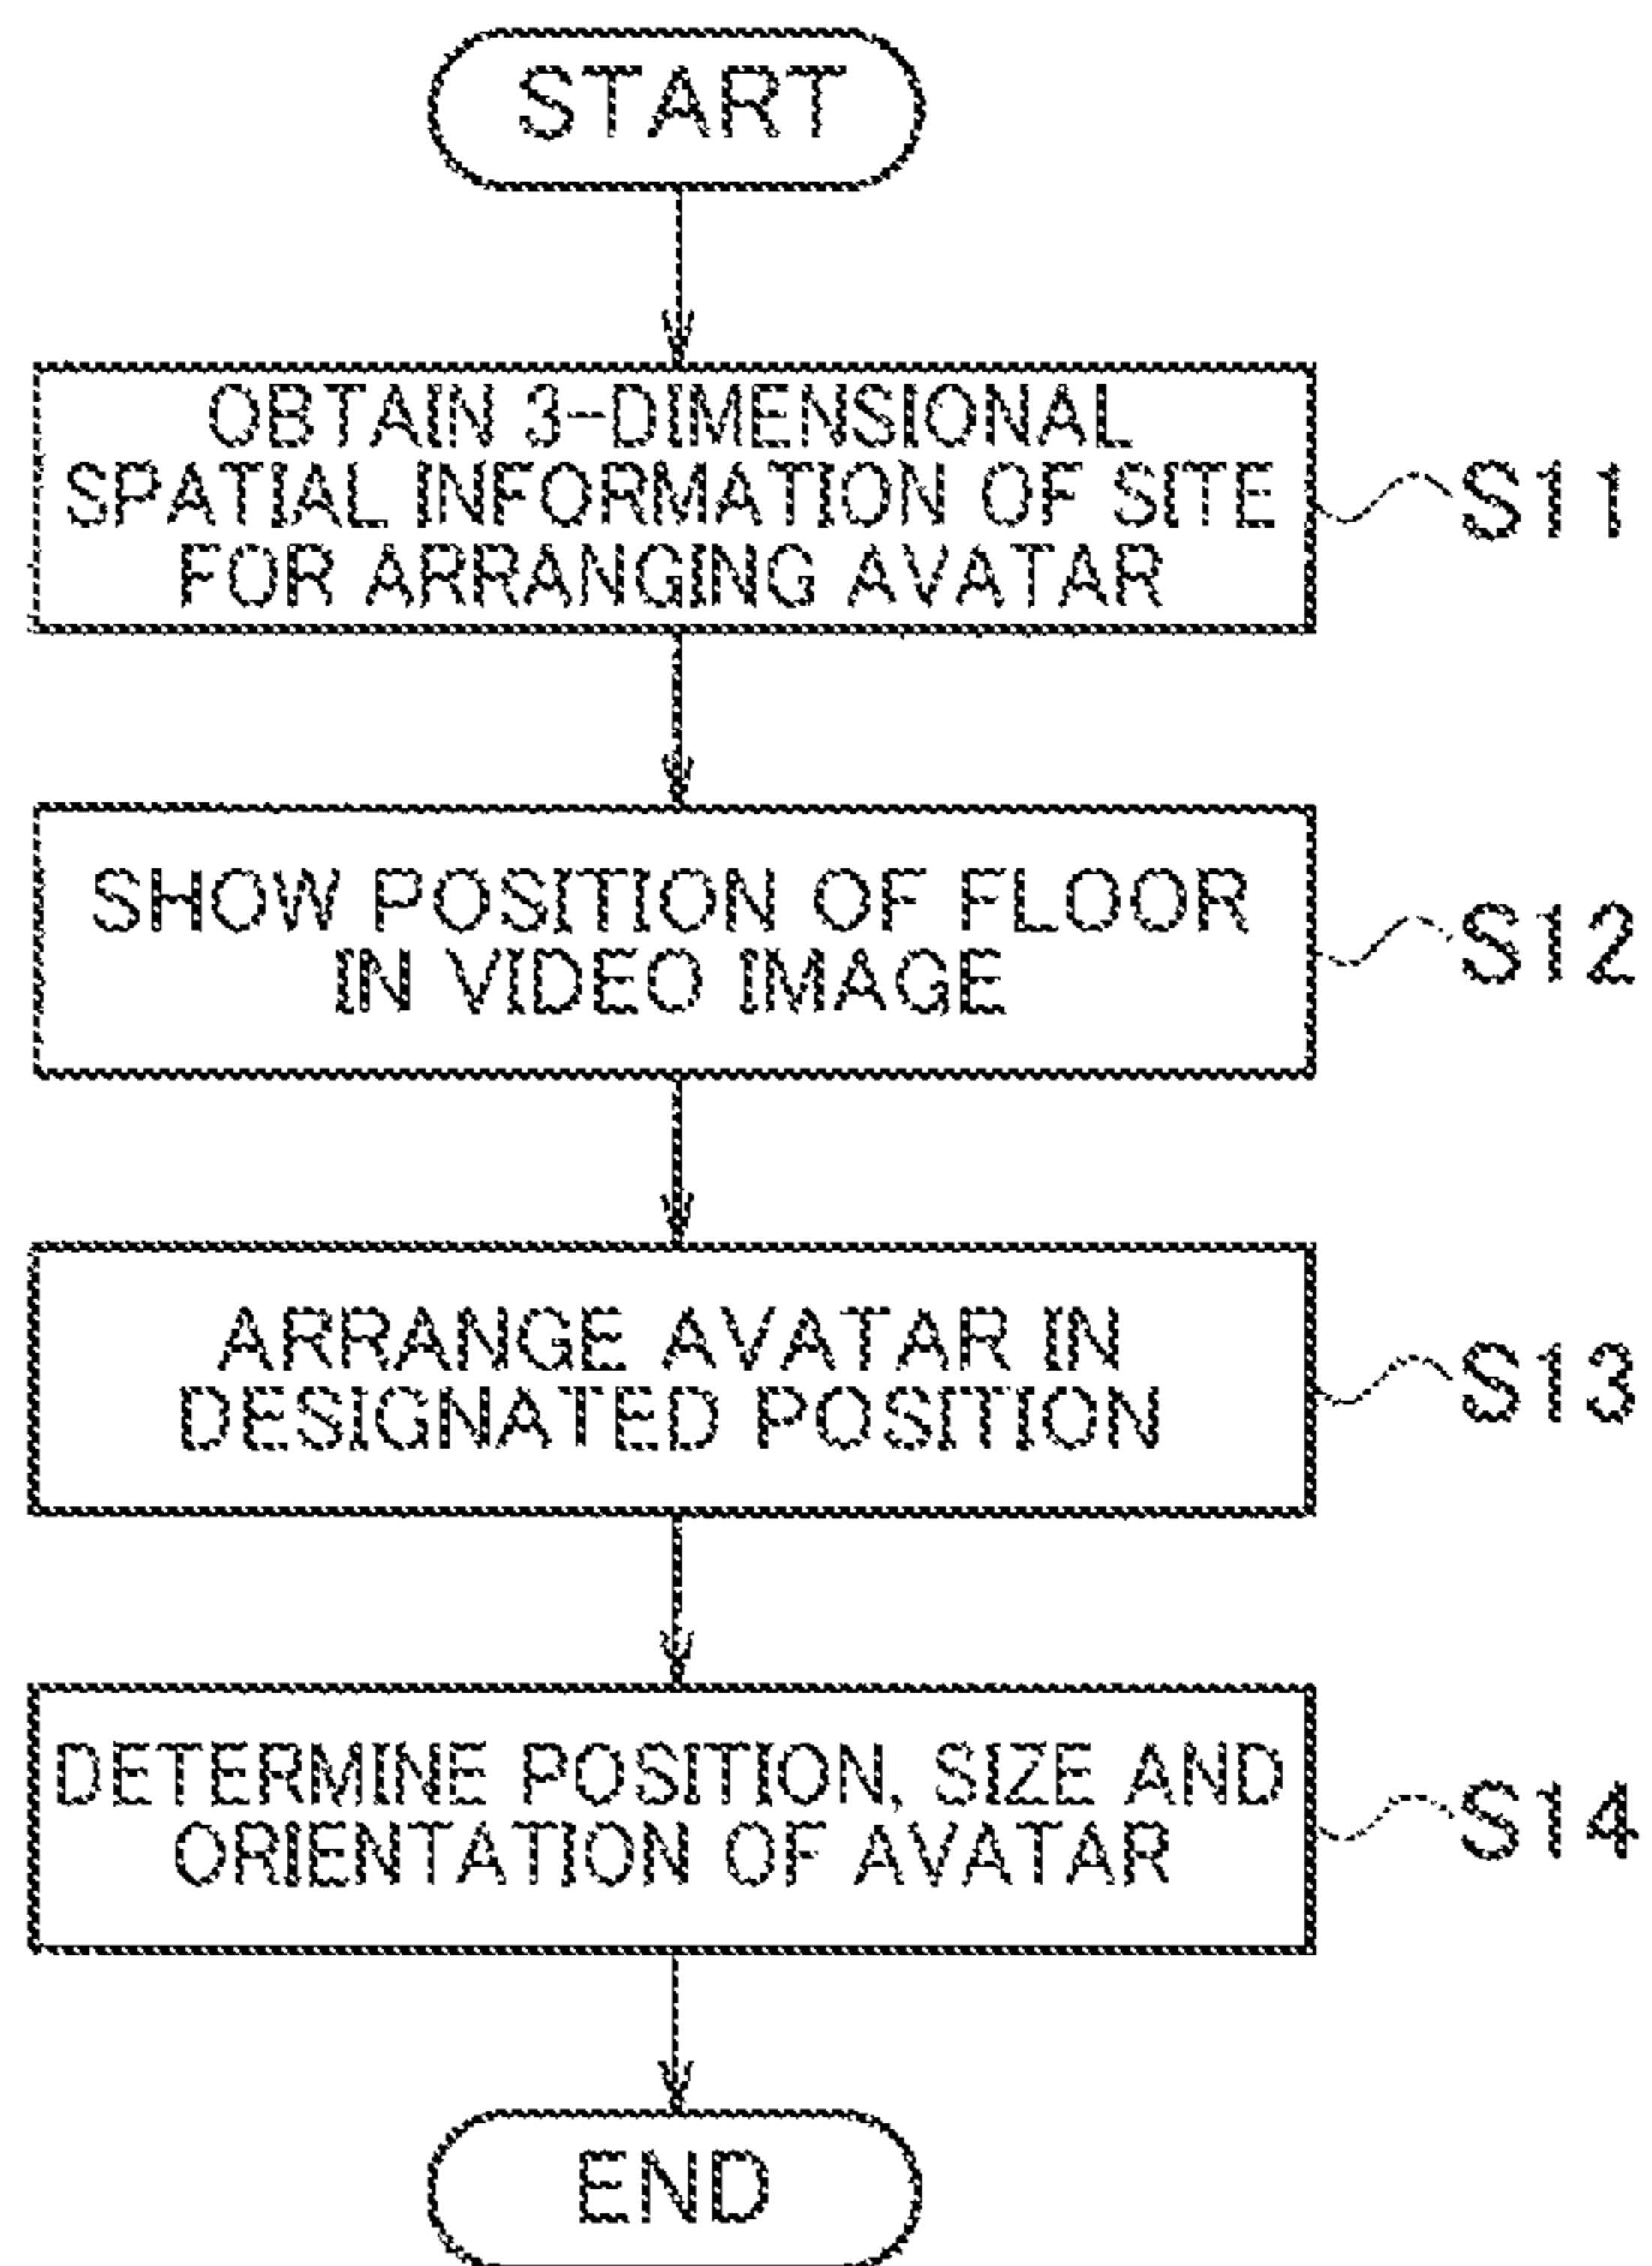 START
OBTAIN 3-DIMENSIONAL
SPATIAL INFORMATION OF SITE
FOR ARRANGING AVATAR
S11
SHOW POSITION OF FLOOR
IN VIDEO IMAGE
S12
ARRANGE AVATAR IN
DESIGNATED POSITION
S13
DETERMINE POSITION, SIZE AND
ORIENTATION OF AVATAR
S14
END